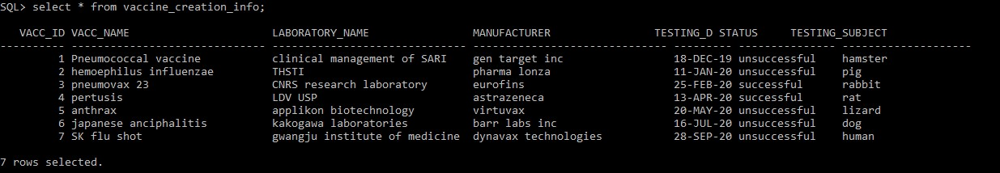 SQL> select * from vaccine_creation_info;
VACC_ID VACC_NAME LABORATORY_NAME MANUFACTURER TESTING_D STATUS TESTING_SUBJECT
---------- ------------------------------ ------------------------------ ------------------------------ --------- --------------- --------------------
1 Pneumococcal vaccine clinical management of SARI gen target inc 18-DEC-19 unsuccessful hamster
2 hemoephilus influenzae THSTI pharma lonza 11-JAN-20 unsuccessful pig
3 pneumovax 23 CNRS research laboratory eurofins 25-FEB-20 successful rabbit
4 pertusis LDV USP astrazeneca 13-APR-20 successful rat
5 anthrax applikon biotechnology virtuvax 20-MAY-20 unsuccessful lizard
6 japanese anciphalitis kakogawa laboratories barr labs inc 16-JUL-20 unsuccessful dog
7 SK flu shot gwangju institute of medicine dynavax technologies 28-SEP-20 unsuccessful human
7 rows selected.